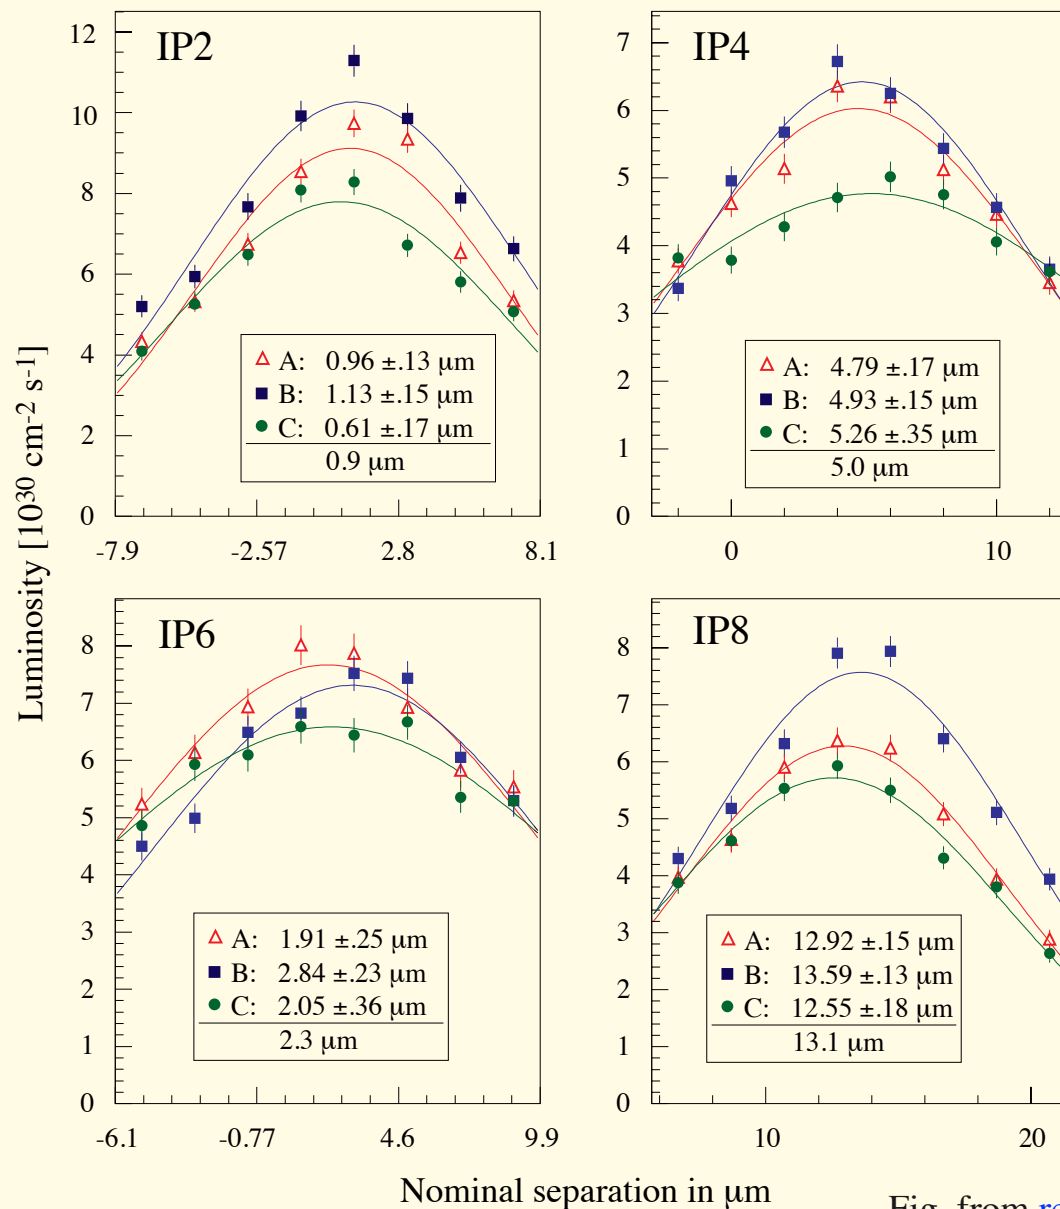 IP2
12
10
8
6
4
2
0
A: 0.96 ±.13 µm
B: 1.13 ±.15 µm
C: 0.61 ±.17 µm
0.9 µm
-7.9 -2.57 2.8 8.1
IP4
7
6
5
4
3
2
1
0
A: 4.79 ±.17 µm
B: 4.93 ±.15 µm
C: 5.26 ±.35 µm
5.0 µm
0 10
Luminosity [10³⁰ cm⁻² s⁻¹]
IP6
8
7
6
5
4
3
2
1
0
A: 1.91 ±.25 µm
B: 2.84 ±.23 µm
C: 2.05 ±.36 µm
2.3 µm
-6.1 -0.77 4.6 9.9
IP8
8
7
6
5
4
3
2
1
0
A: 12.92 ±.15 µm
B: 13.59 ±.13 µm
C: 12.55 ±.18 µm
13.1 µm
10 20
Nominal separation in µm
Fig. from